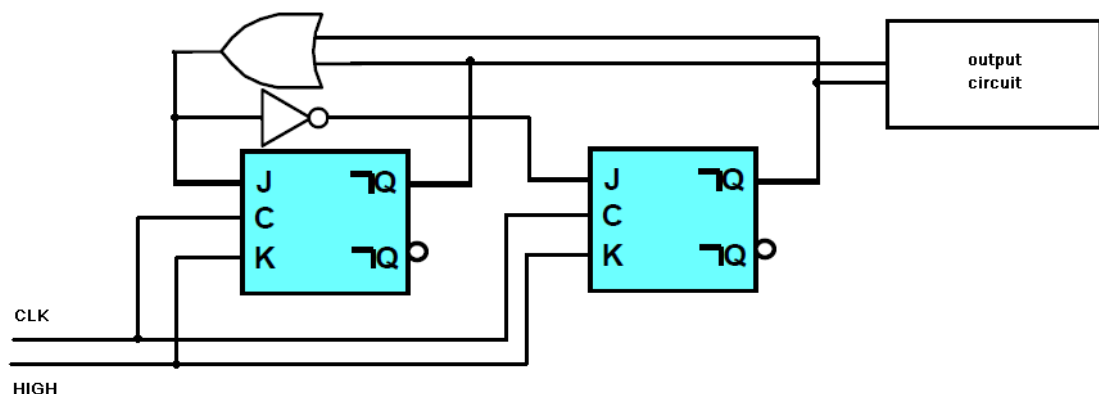 output
circuit
J ¬Q
C
K ¬Q
J ¬Q
C
K ¬Q
CLK
HIGH